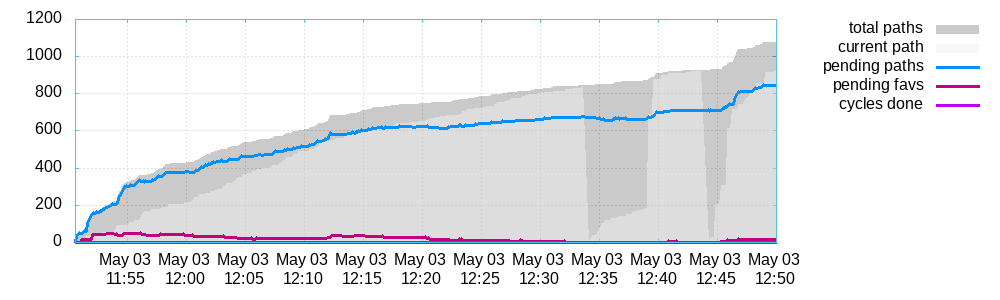 1200
1000
800
600
400
200
0
May 03 May 03 May 03 May 03 May 03 May 03 May 03 May 03 May 03 May 03 May 03 May 03
11:55 12:00 12:05 12:10 12:15 12:20 12:25 12:30 12:35 12:40 12:45 12:50
total paths
current path
pending paths
pending favs
cycles done